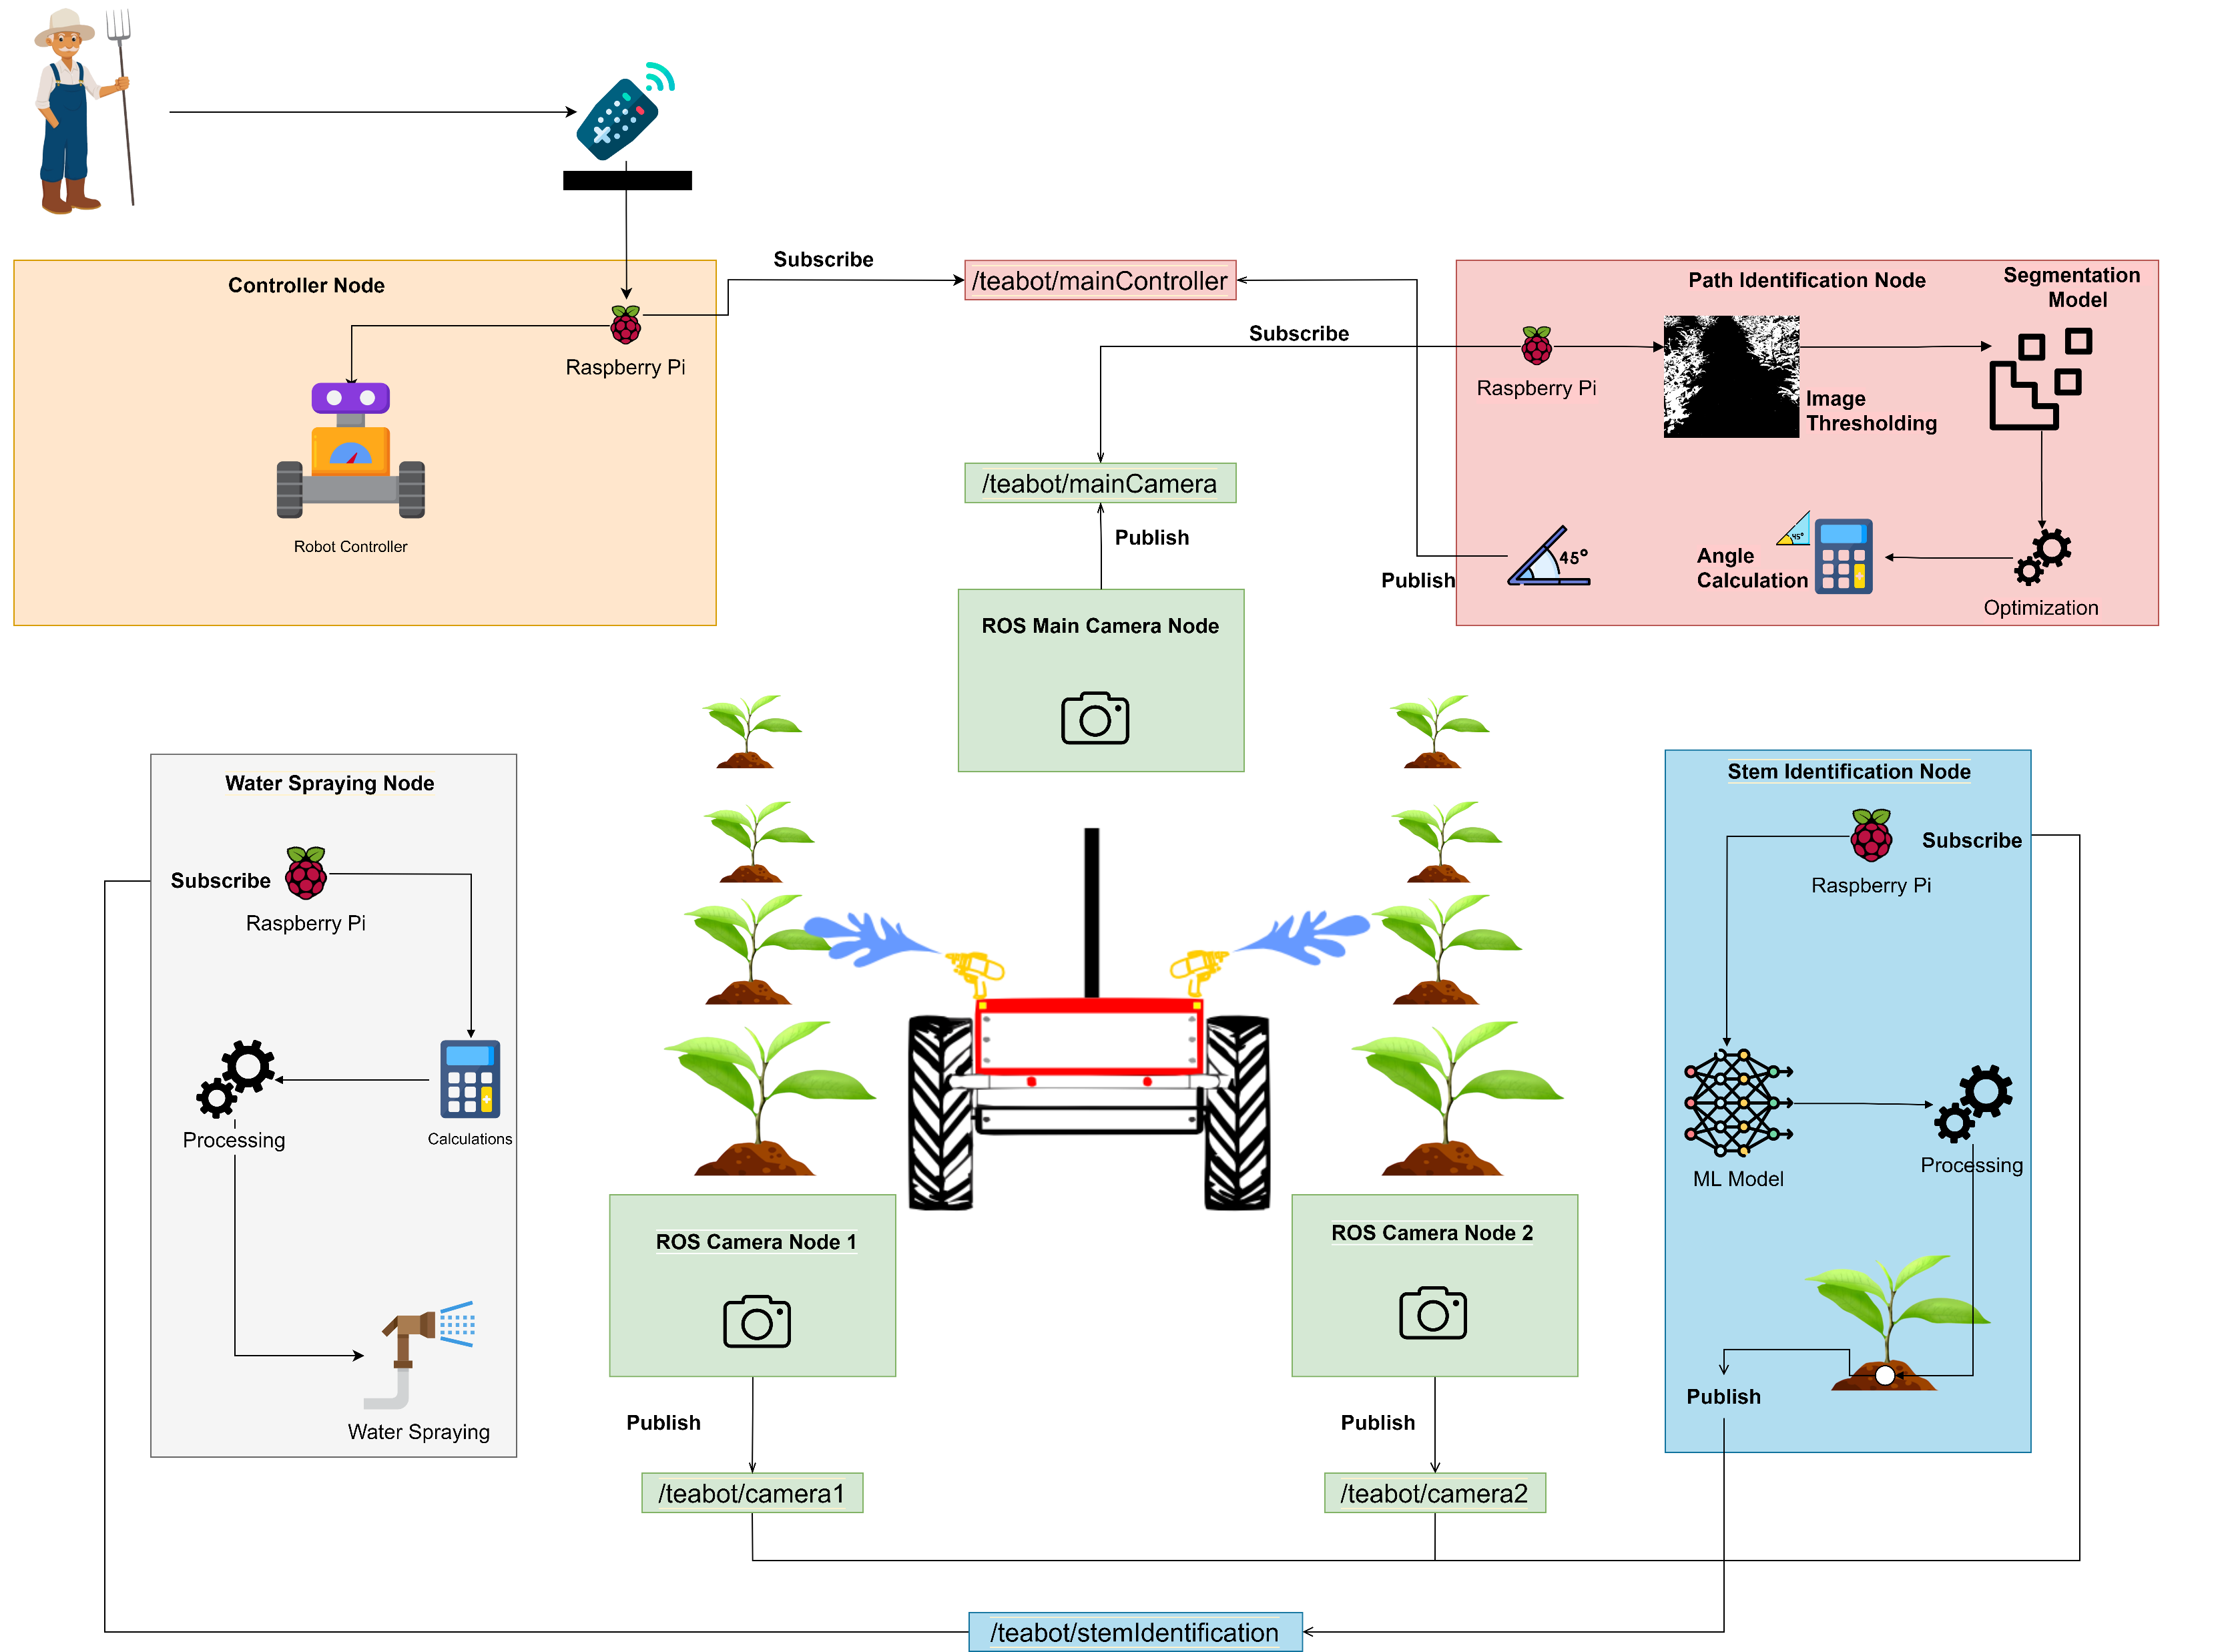 Subscribe
/teabot/mainController
Controller Node
Raspberry Pi
Robot Controller
Path Identification Node
Segmentation
Model
Subscribe
Raspberry Pi
Image
Thresholding
/teabot/mainCamera
Publish
Publish
45°
Angle
Calculation
45°
Optimization
ROS Main Camera Node
Water Spraying Node
Subscribe
Raspberry Pi
Processing
Calculations
Water Spraying
Stem Identification Node
Subscribe
Raspberry Pi
ML Model
Processing
Publish
ROS Camera Node 1
ROS Camera Node 2
Publish
Publish
/teabot/camera1
/teabot/camera2
/teabot/stemIdentification